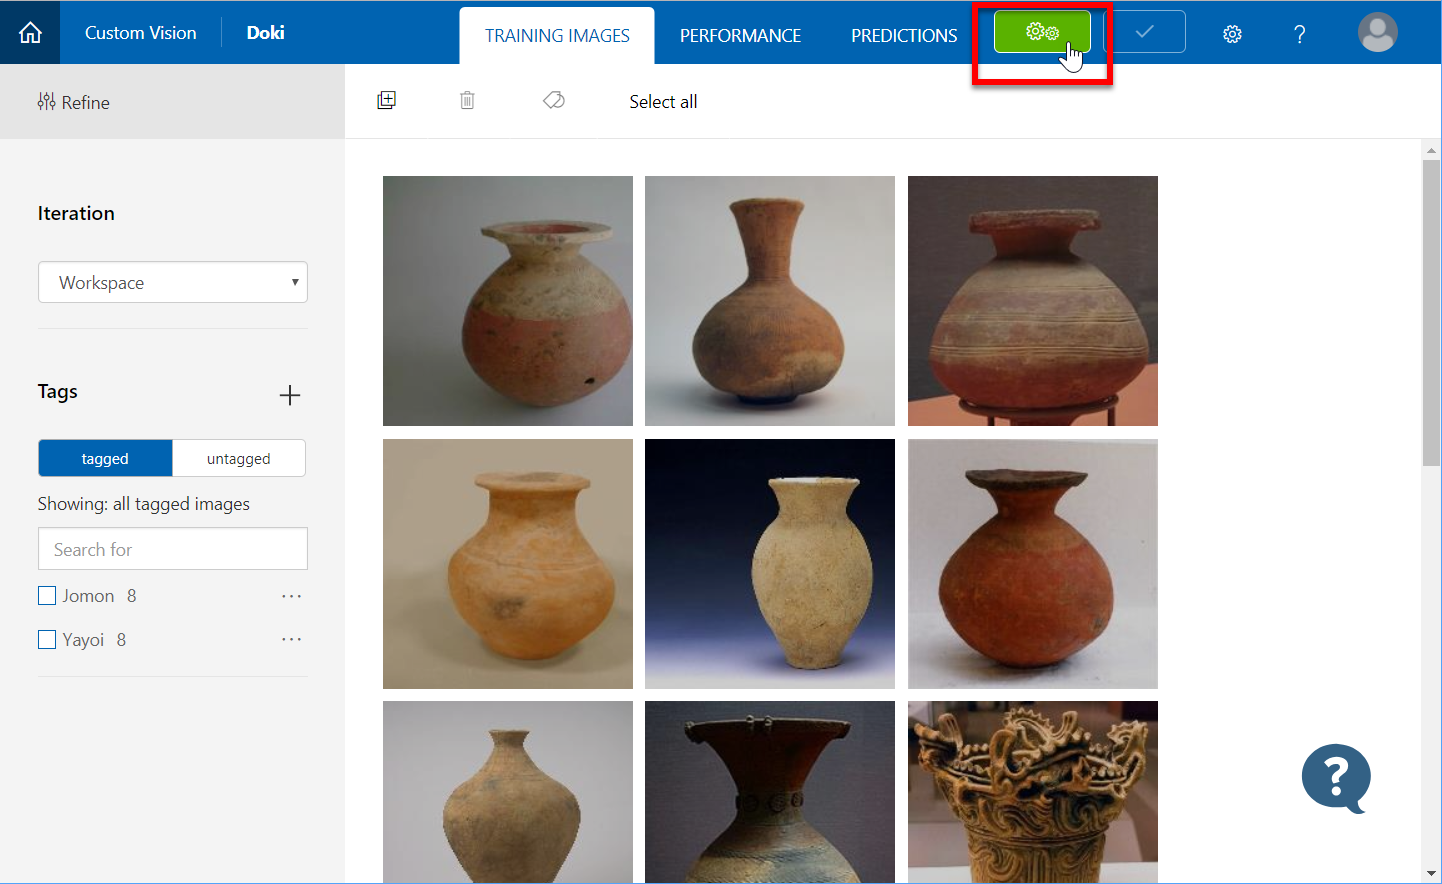 Custom Vision
Doki
TRAINING IMAGES
PERFORMANCE
PREDICTIONS
?
Refine
Select all
Iteration
Workspace
Tags
tagged
untagged
Showing: all tagged images
Search for
Jomon 8
Yayoi 8
?